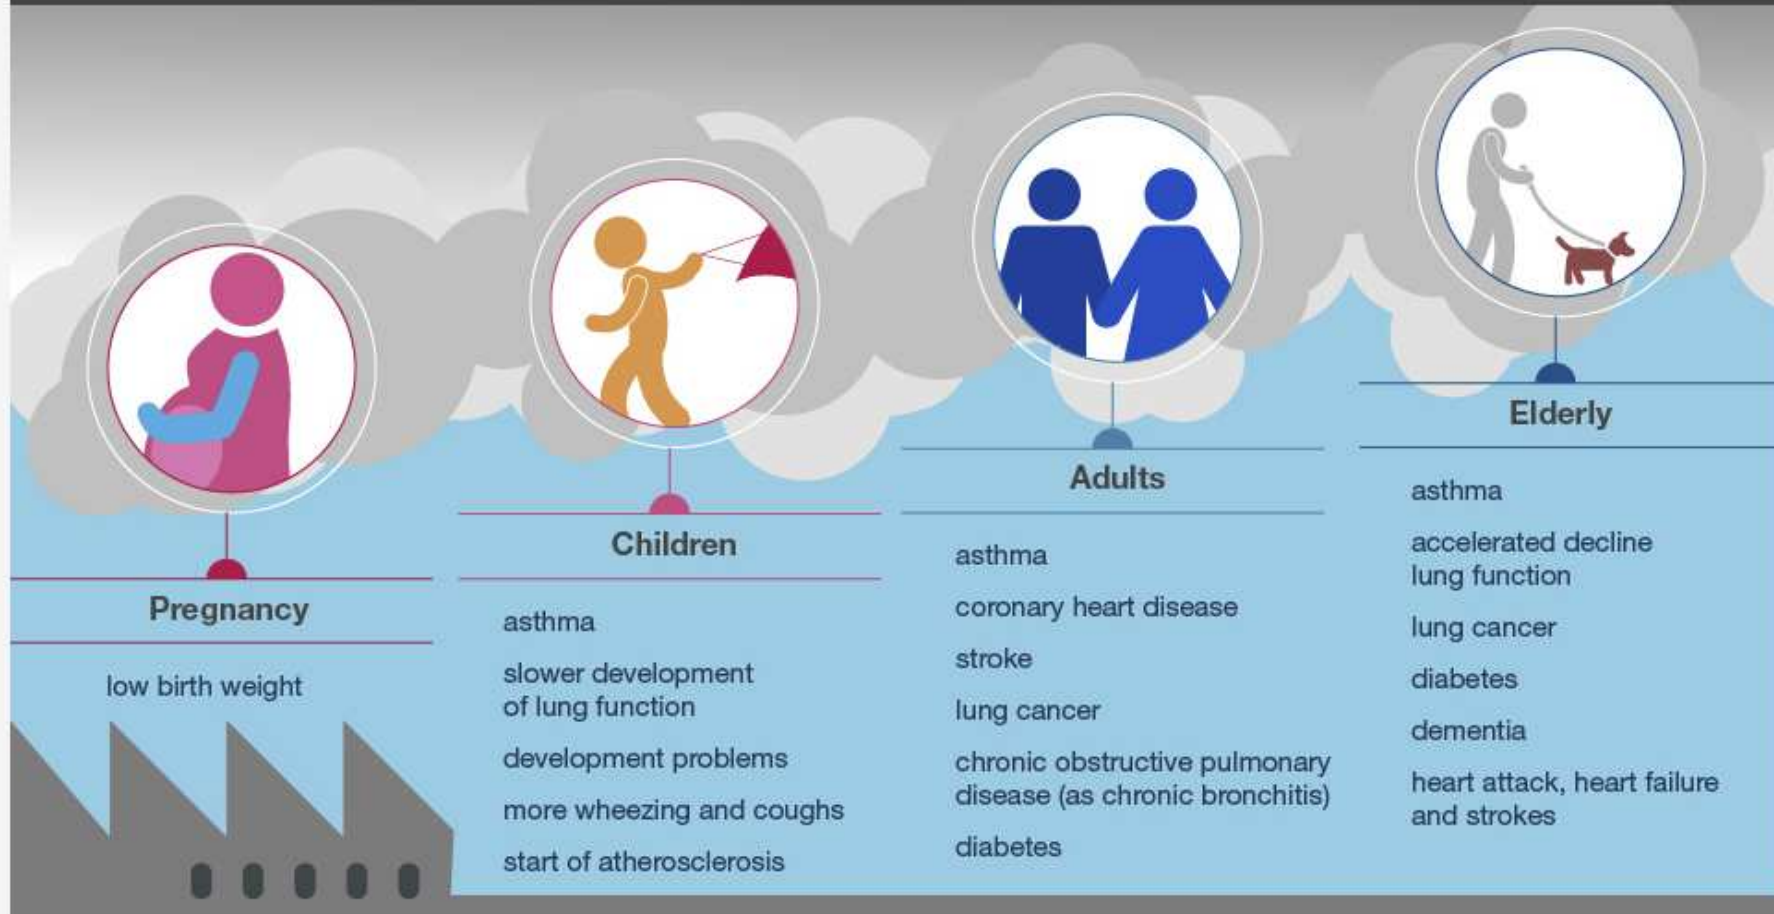 Pregnancy
low birth weight
Children
asthma
slower development
of lung function
development problems
more wheezing and coughs
start of atherosclerosis
Adults
asthma
coronary heart disease
stroke
lung cancer
chronic obstructive pulmonary
disease (as chronic bronchitis)
diabetes
Elderly
asthma
accelerated decline
lung function
lung cancer
diabetes
dementia
heart attack, heart failure
and strokes